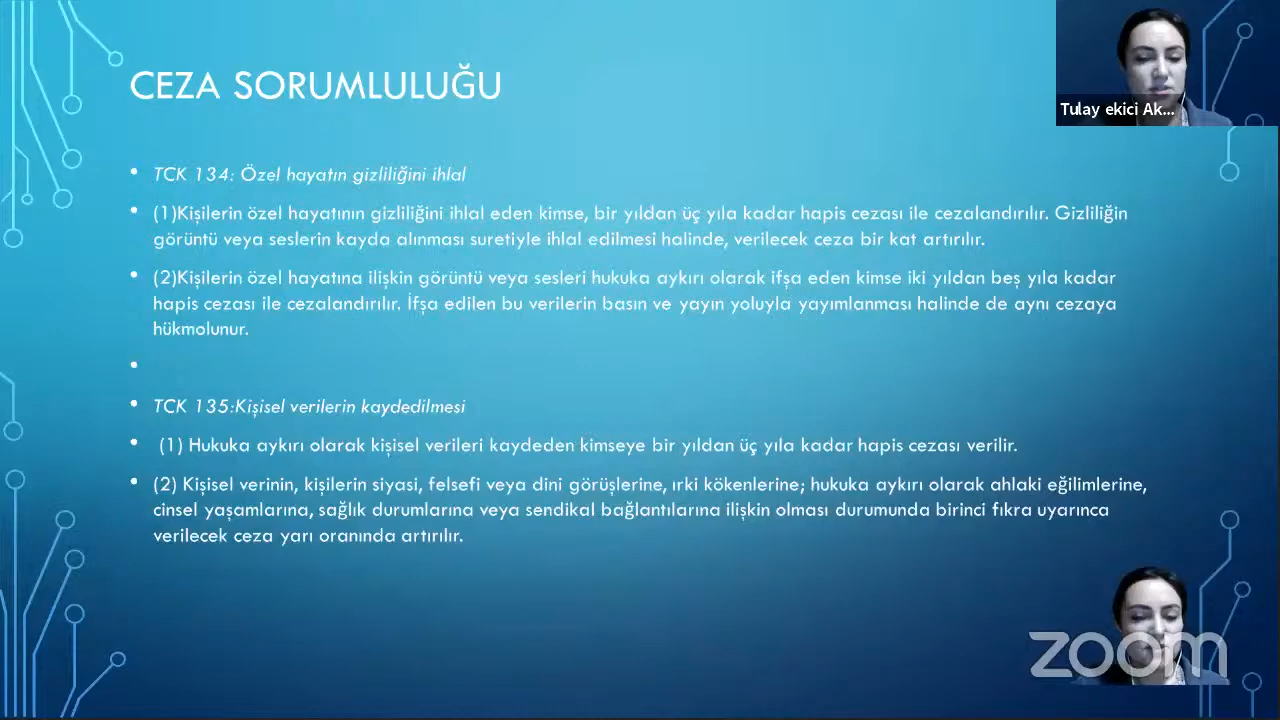 CEZA SORUMLULUĞU
Tulay ekici Ak...
• TCK 134: Özel hayatın gizliliğini ihlal
• (1)Kişilerin özel hayatının gizliliğini ihlal eden kimse, bir yıldan üç yıla kadar hapis cezası ile cezalandırılır. Gizliliğin
görüntü veya seslerin kayda alınması suretiyle ihlal edilmesi halinde, verilecek ceza bir kat artırılır.
• (2)Kişilerin özel hayatına ilişkin görüntü veya sesleri hukuka aykırı olarak ifşa eden kimse iki yıldan beş yıla kadar
hapis cezası ile cezalandırılır. İfşa edilen bu verilerin basın ve yayın yoluyla yayımlanması halinde de aynı cezaya
hükmolunur.
•
• TCK 135:Kişisel verilerin kaydedilmesi
• (1) Hukuka aykırı olarak kişisel verileri kaydeden kimseye bir yıldan üç yıla kadar hapis cezası verilir.
• (2) Kişisel verinin, kişilerin siyasi, felsefi veya dini görüşlerine, ırki kökenlerine; hukuka aykırı olarak ahlaki eğilimlerine,
cinsel yaşamlarına, sağlık durumlarına veya sendikal bağlantılarına ilişkin olması durumunda birinci fıkra uyarınca
verilecek ceza yarı oranında artırılır.
zoom